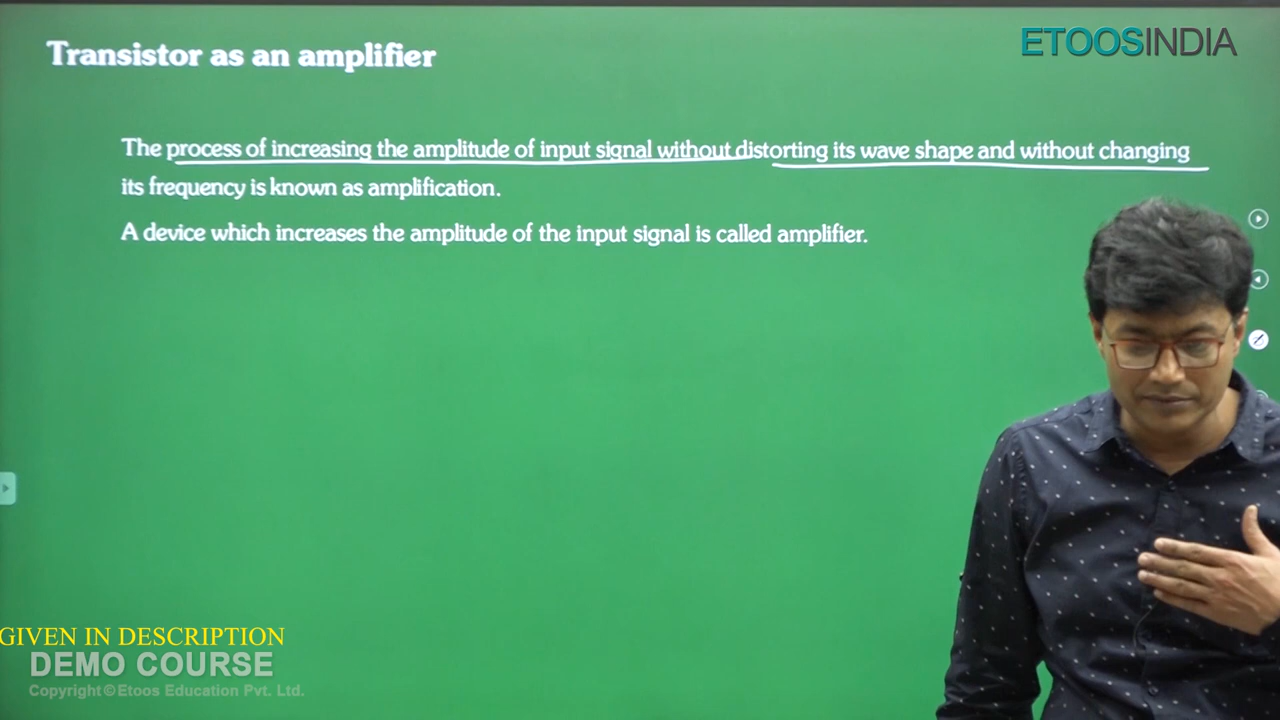 Transistor as an amplifier
ETOOSINDIA
The process of increasing the amplitude of input signal without distorting its wave shape and without changing
its frequency is known as amplification.
A device which increases the amplitude of the input signal is called amplifier.
GIVEN IN DESCRIPTION
DEMO COURSE
Copyright © Etoos Education Pvt. Ltd.